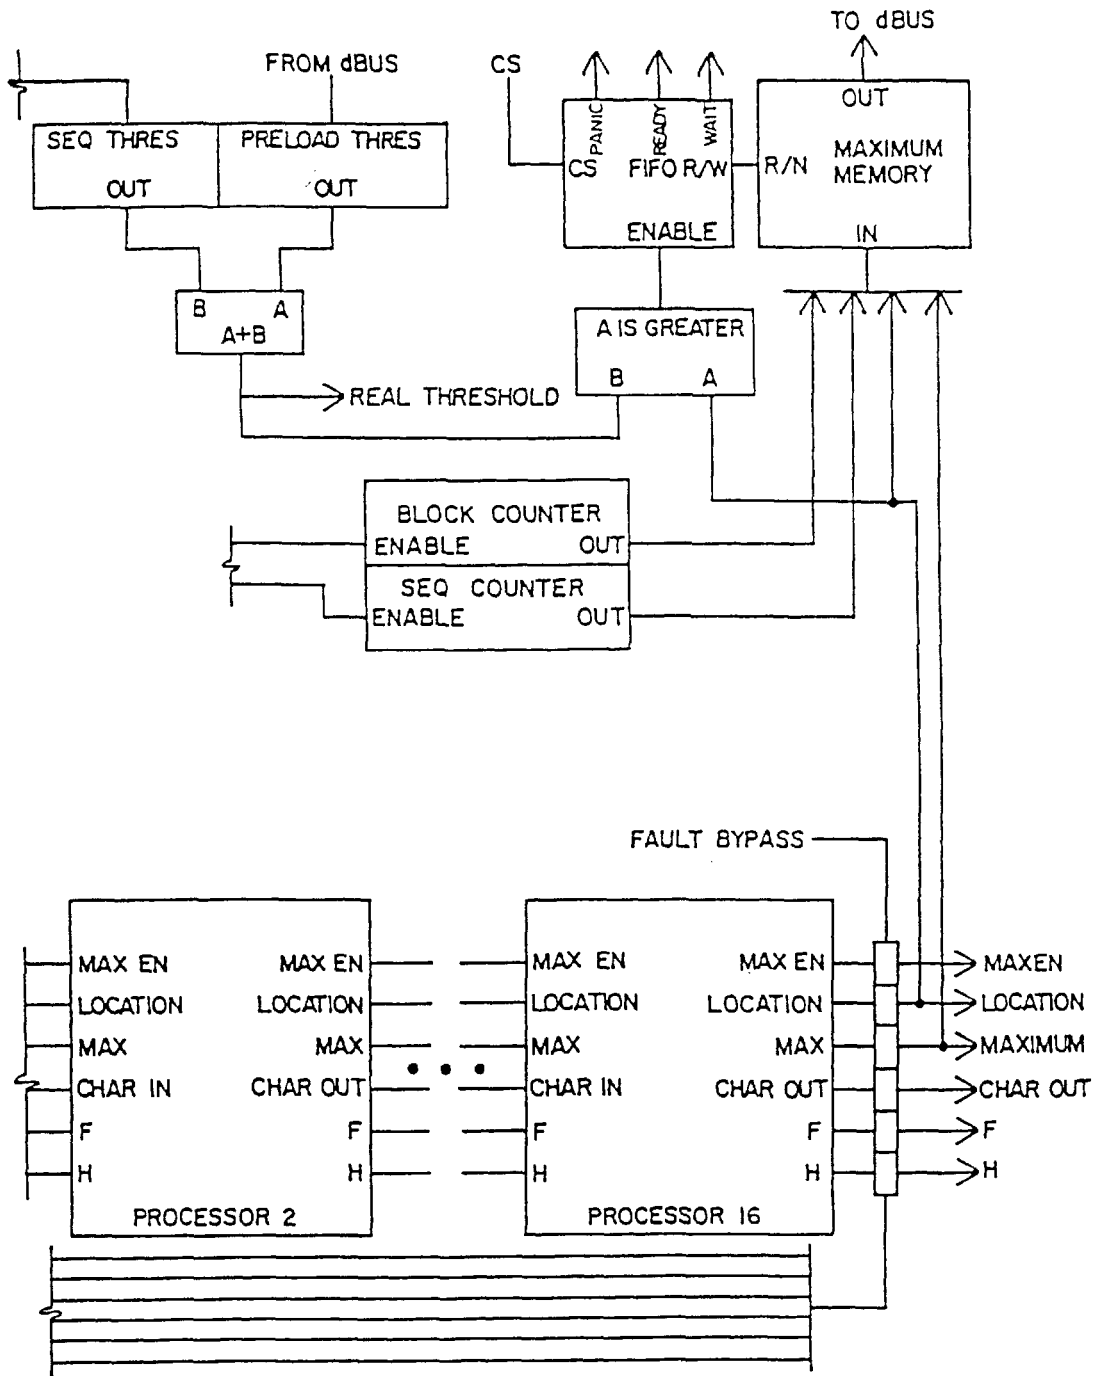 TO dBUS
FROM dBUS
CS
SEQ THRES
OUT
PRELOAD THRES
OUT
PANIC
READY
WAIT
CS
FIFO R/W
ENABLE
OUT
R/N
MAXIMUM
MEMORY
IN
B
A
A+B
A IS GREATER
B
A
REAL THRESHOLD
BLOCK COUNTER
ENABLE
OUT
SEQ COUNTER
ENABLE
OUT
FAULT BYPASS
MAX EN
LOCATION
MAX
CHAR IN
F
H
MAX EN
LOCATION
MAX
CHAR OUT
F
H
PROCESSOR 2
MAX EN
LOCATION
MAX
CHAR IN
F
H
MAX EN
LOCATION
MAX
CHAR OUT
F
H
PROCESSOR 16
MAXEN
LOCATION
MAXIMUM
CHAR OUT
F
H